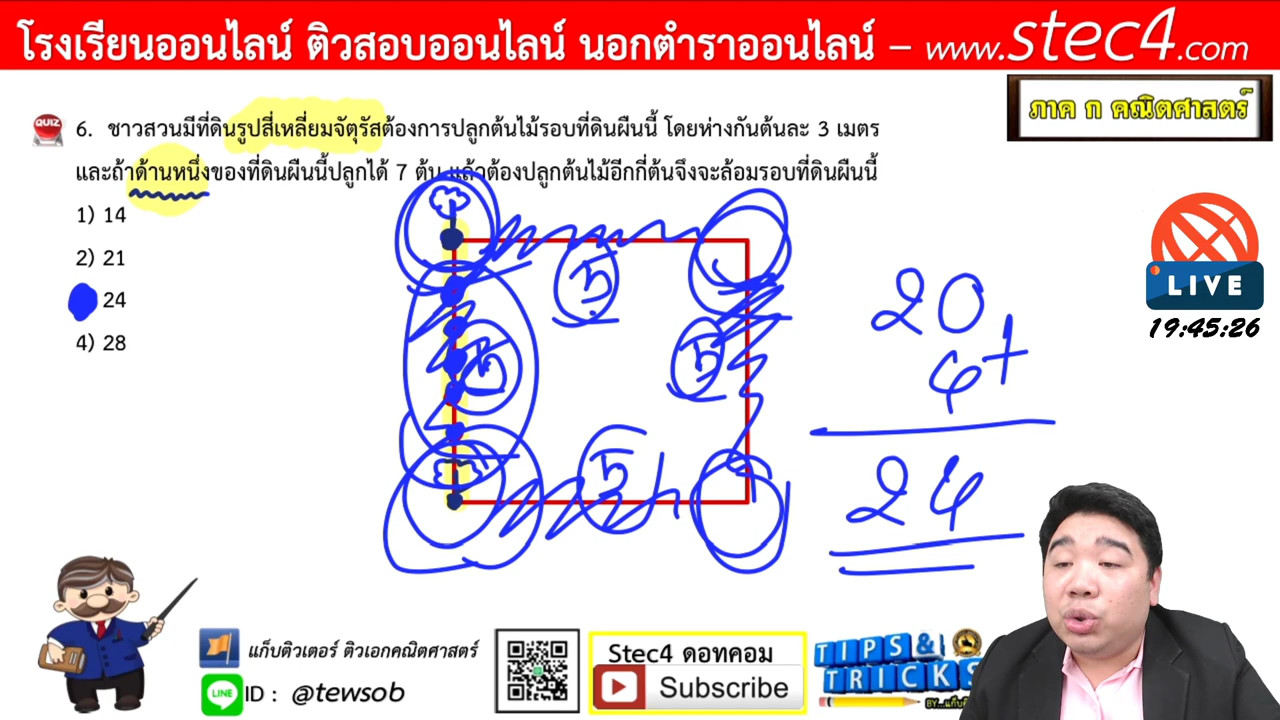 โรงเรียนออนไลน์ ติวสอบออนไลน์ นอกตำราออนไลน์ – www.stec4.com
ภาค ก คณิตศาสตร์
QUIZ
6. ชาวสวนมีที่ดินรูปสี่เหลี่ยมจัตุรัสต้องการปลูกต้นไม้รอบที่ดินผืนนี้ โดยห่างกันต้นละ 3 เมตร
และถ้าด้านหนึ่งของที่ดินผืนนี้ปลูกได้ 7 ต้น แล้วต้องปลูกต้นไม้อีกกี่ต้นจึงจะล้อมรอบที่ดินผืนนี้
1) 14
2) 21
24
4) 28
5
5
5
5
20
4 +
24
LIVE
19:45:26
แก็บติวเตอร์ ติวเอกคณิตศาสตร์
LINE ID : @tewsob
Stec4 ดอทคอม
Subscribe
TIPS &
TRICKS